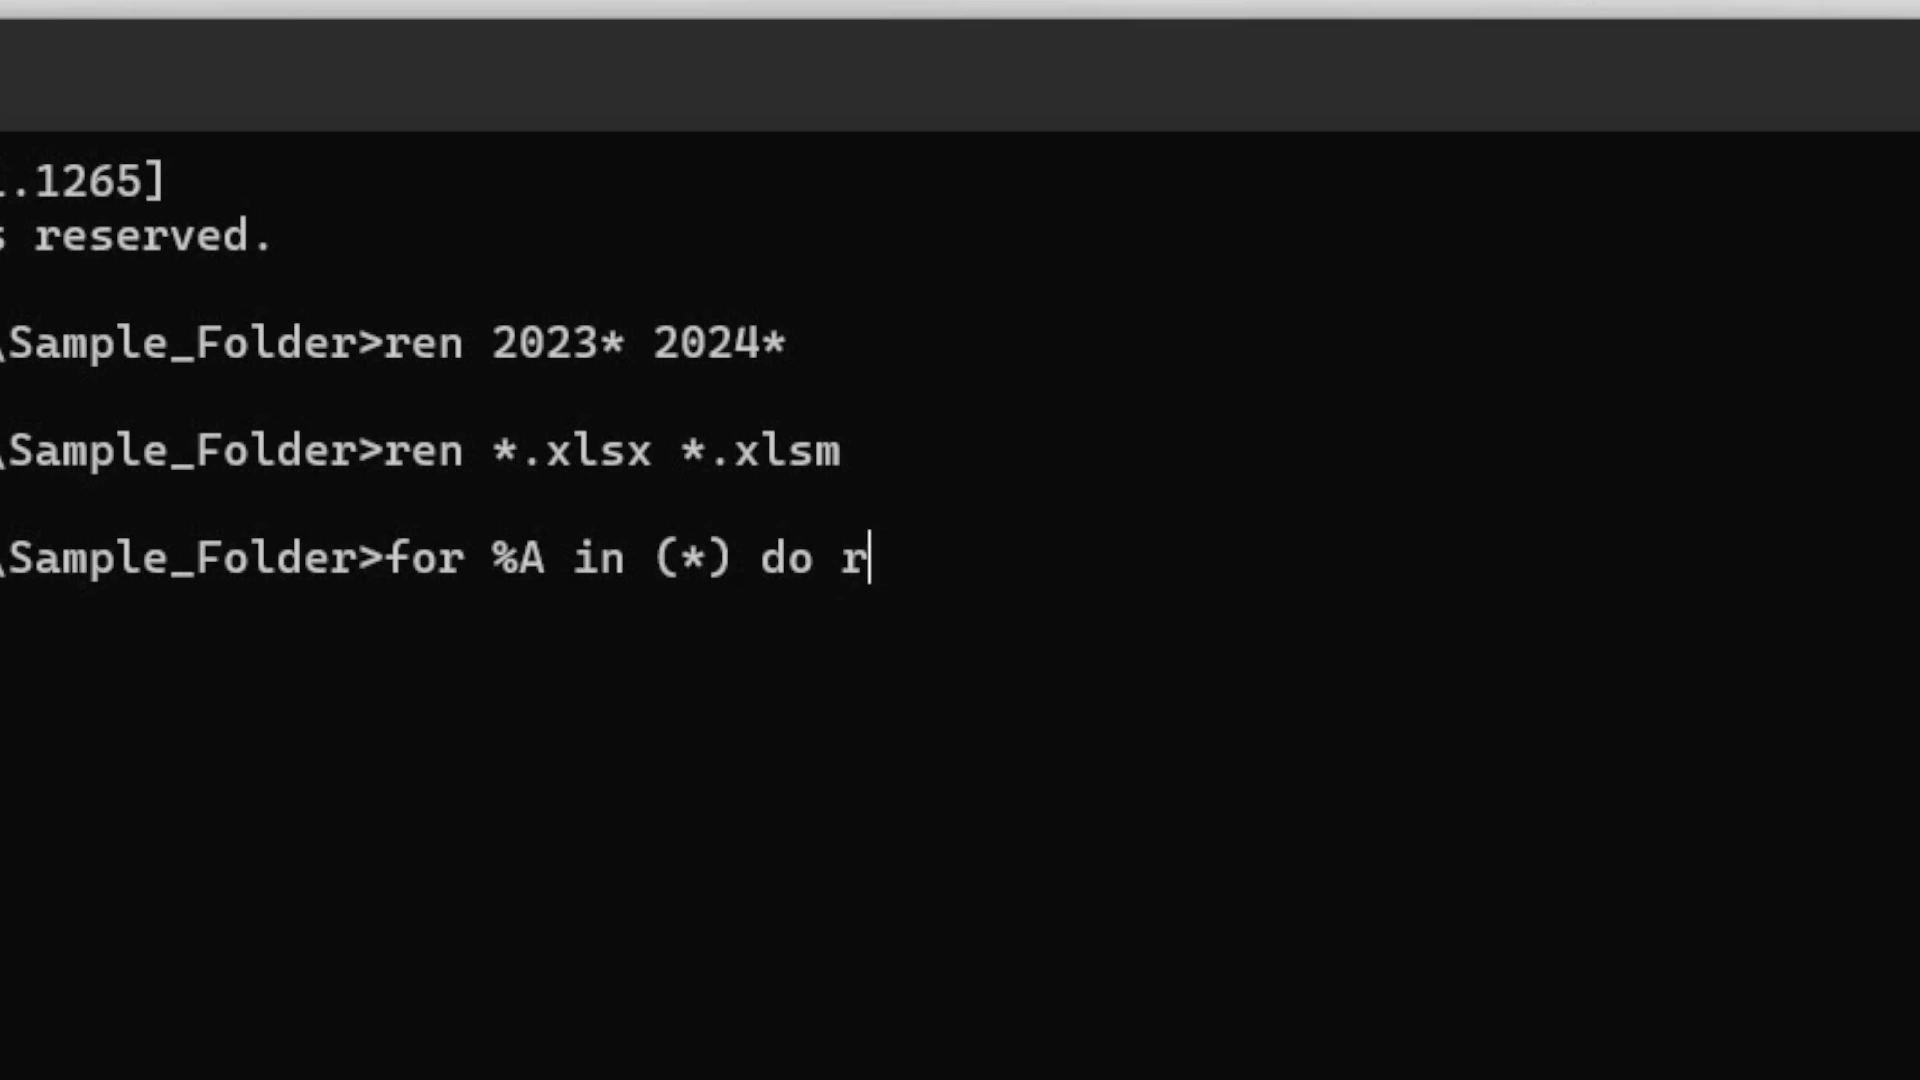 .1265]
reserved.
\Sample_Folder>ren 2023* 2024*
\Sample_Folder>ren *.xlsx *.xlsm
\Sample_Folder>for %A in (*) do r